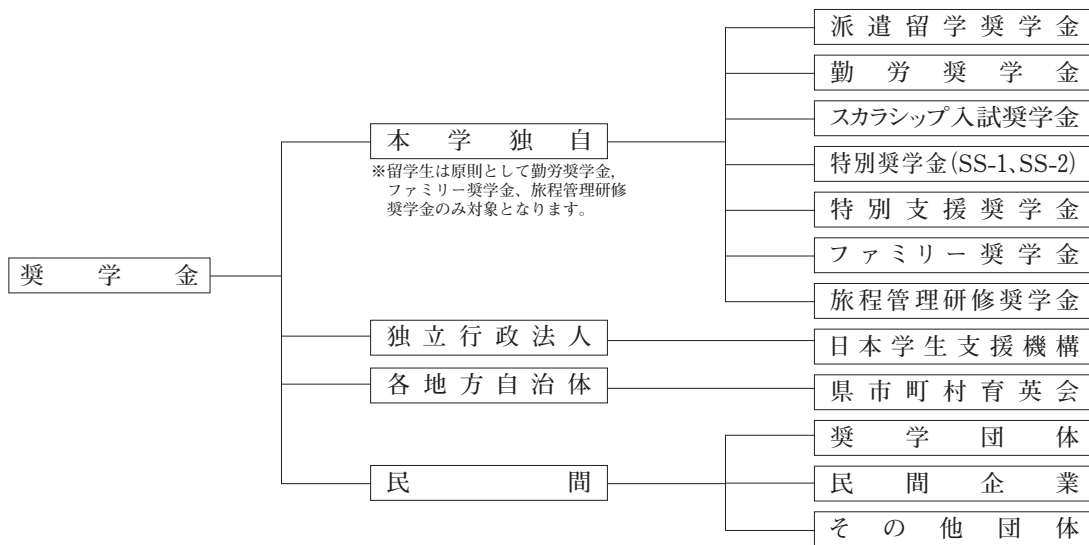 奨学金
本学独自
※留学生は原則として勤労奨学金,
ファミリー奨学金、旅程管理研修
奨学金のみ対象となります。
派遣留学奨学金
勤労奨学金
スカラシップ入試奨学金
特別奨学金(SS-1、SS-2)
特別支援奨学金
ファミリー奨学金
旅程管理研修奨学金
独立行政法人
日本学生支援機構
各地方自治体
県市町村育英会
民間
奨学団体
民間企業
その他団体